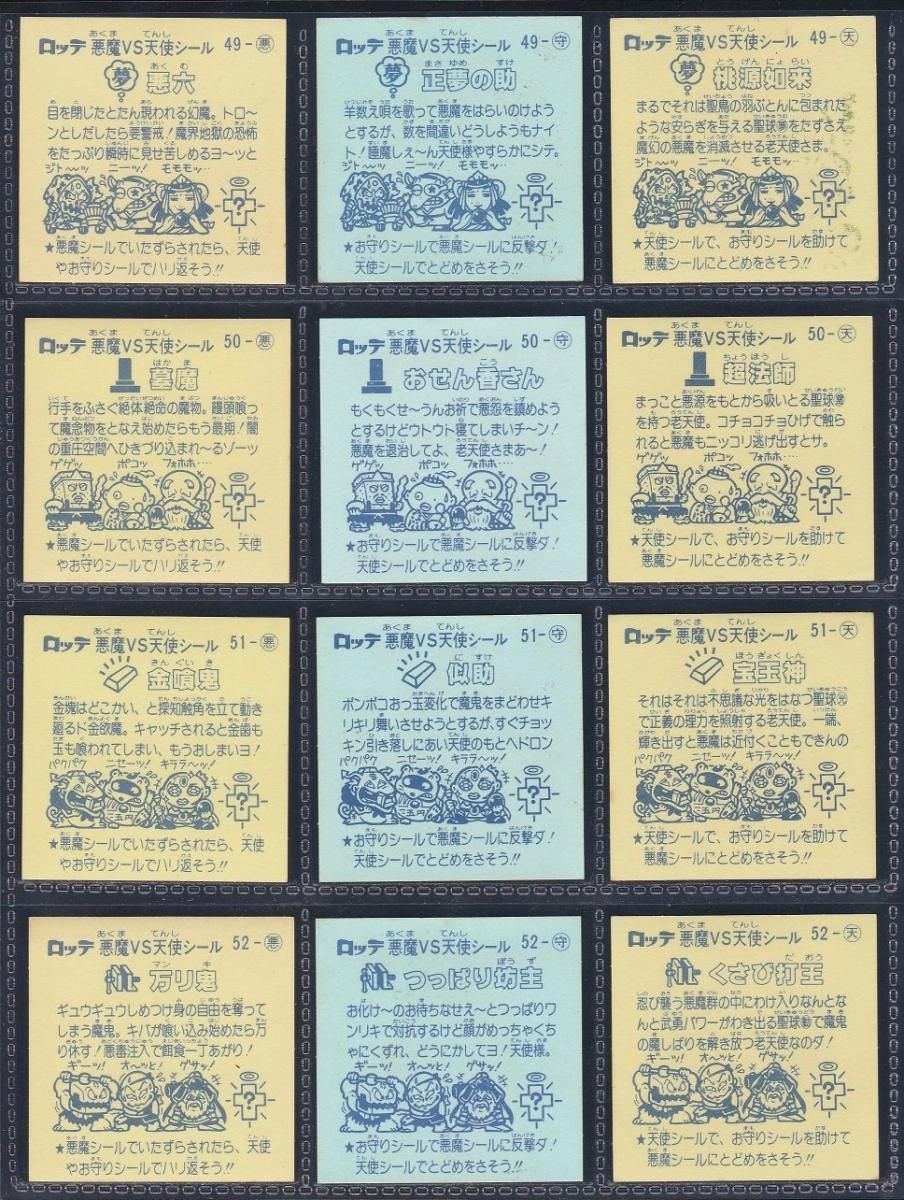 ロッテ 悪魔VS天使シール 49-悪
悪六
目を閉じたとたん現われる幻魔。トロ〜
ンとしだしたら要警戒！魔界地獄の恐怖
をたっぷり瞬時に見せ苦しめるヨ〜ッと
ジト〜ッ ニーッ！ モモモッ…
★悪魔シールでいたずらされたら、天使
やお守りシールでハリ返そう!!
ロッテ 悪魔VS天使シール 49-守
正夢の助
羊数え唄を歌って悪魔をはらいのけよう
とするが、数を間違いどうしようもナイ
ト！睡魔しぇ〜ん天使様やすらかにシテ。
ジト〜ッ ニーッ！ モモモッ…
★お守りシールで悪魔シールに反撃ダ！
天使シールでとどめをさそう!!
ロッテ 悪魔VS天使シール 49-天
桃源如来
まるでそれは聖鳥の羽ぶとんに包まれた
ような安らぎを与える聖球夢をたずさえ
魔幻の悪魔を消滅させる老天使さま。
ジト〜ッ ニーッ！ モモモッ…
★天使シールで、お守りシールを助けて
悪魔シールにとどめをさそう!!
ロッテ 悪魔VS天使シール 50-悪
墓魔
行手をふさぐ絶体絶命の魔物。饅頭喰っ
て魔念物をとなえ始めたらもう最期！闇
の重圧空間へひきづり込まれ〜るゾーッ
ゲゲッ ポコッ フォホホ…
★悪魔シールでいたずらされたら、天使
やお守りシールでハリ返そう!!
ロッテ 悪魔VS天使シール 50-守
おせん香さん
もくもくせ〜うんお祈で悪怨を鎮めよう
とするけどウトウト寝てしまいチ〜ン！
悪魔を退治してよ、老天使さまぁ〜！
ゲゲッ ポコッ フォホホ…
★お守りシールで悪魔シールに反撃ダ！
天使シールでとどめをさそう!!
ロッテ 悪魔VS天使シール 50-天
超法師
まっこと悪源をもとから吸いとる聖球
を持つ老天使。コチョコチョひげで触ら
れると悪魔もニッコリ逃げ出すとサ。
ゲゲッ ポコッ フォホホ…
★天使シールで、お守りシールを助けて
悪魔シールにとどめをさそう!!
ロッテ 悪魔VS天使シール 51-悪
金喰鬼
金塊はどこかい、と探知触角を立て動き
廻るド金欲魔。キャッチされると金歯も
玉も喰われてしまい、もうおしまいヨ！
パクパク ニセーッ！ キララ〜ッ！
★悪魔シールでいたずらされたら、天使
やお守りシールでハリ返そう!!
ロッテ 悪魔VS天使シール 51-守
似助
ポンポコおっ玉変化で魔鬼をまどわせキ
リキリ舞いさせようとするが、すぐチョッ
キン引き落しにあい天使のもとヘドロン
パクパク ニセーッ！ キララ〜ッ！
★お守りシールで悪魔シールに反撃ダ！
天使シールでとどめをさそう!!
ロッテ 悪魔VS天使シール 51-天
宝玉神
それはそれは不思議な光をはなつ聖球光
で正義の理力を照射する老天使。一端、
輝き出すと悪魔は近付くこともできんの
パクパク ニセーッ！ キララ〜ッ！
★天使シールで、お守りシールを助けて
悪魔シールにとどめをさそう!!
ロッテ 悪魔VS天使シール 52-悪
万リ鬼
ギュウギュウしめつけ身の自由を奪って
しまう魔鬼。キバが喰い込み始めたら万
り休す！悪毒注入で餌食一丁あがり！
ギーッ！ オ〜ッと！ ゲサッ！
★悪魔シールでいたずらされたら、天使
やお守りシールでハリ返そう!!
ロッテ 悪魔VS天使シール 52-守
つっぱり坊主
お化け〜のお待ちなせえ〜とつっぱりワ
ンリキで対抗するけど顔がめっちゃくち
ゃにくずれ、どうにかしてヨ！天使様。
ギーッ！ オ〜ッと！ ゲサッ！
★お守りシールで悪魔シールに反撃ダ！
天使シールでとどめをさそう!!
ロッテ 悪魔VS天使シール 52-天
くさび打王
忍び襲う悪魔群の中にわけ入りなんとな
んと武勇パワーがわき出る聖球動で魔鬼
の魔しばりを解き放つ老天使なのダ！
ギーッ！ オ〜ッと！ ゲサッ！
★天使シールで、お守りシールを助けて
悪魔シールにとどめをさそう!!